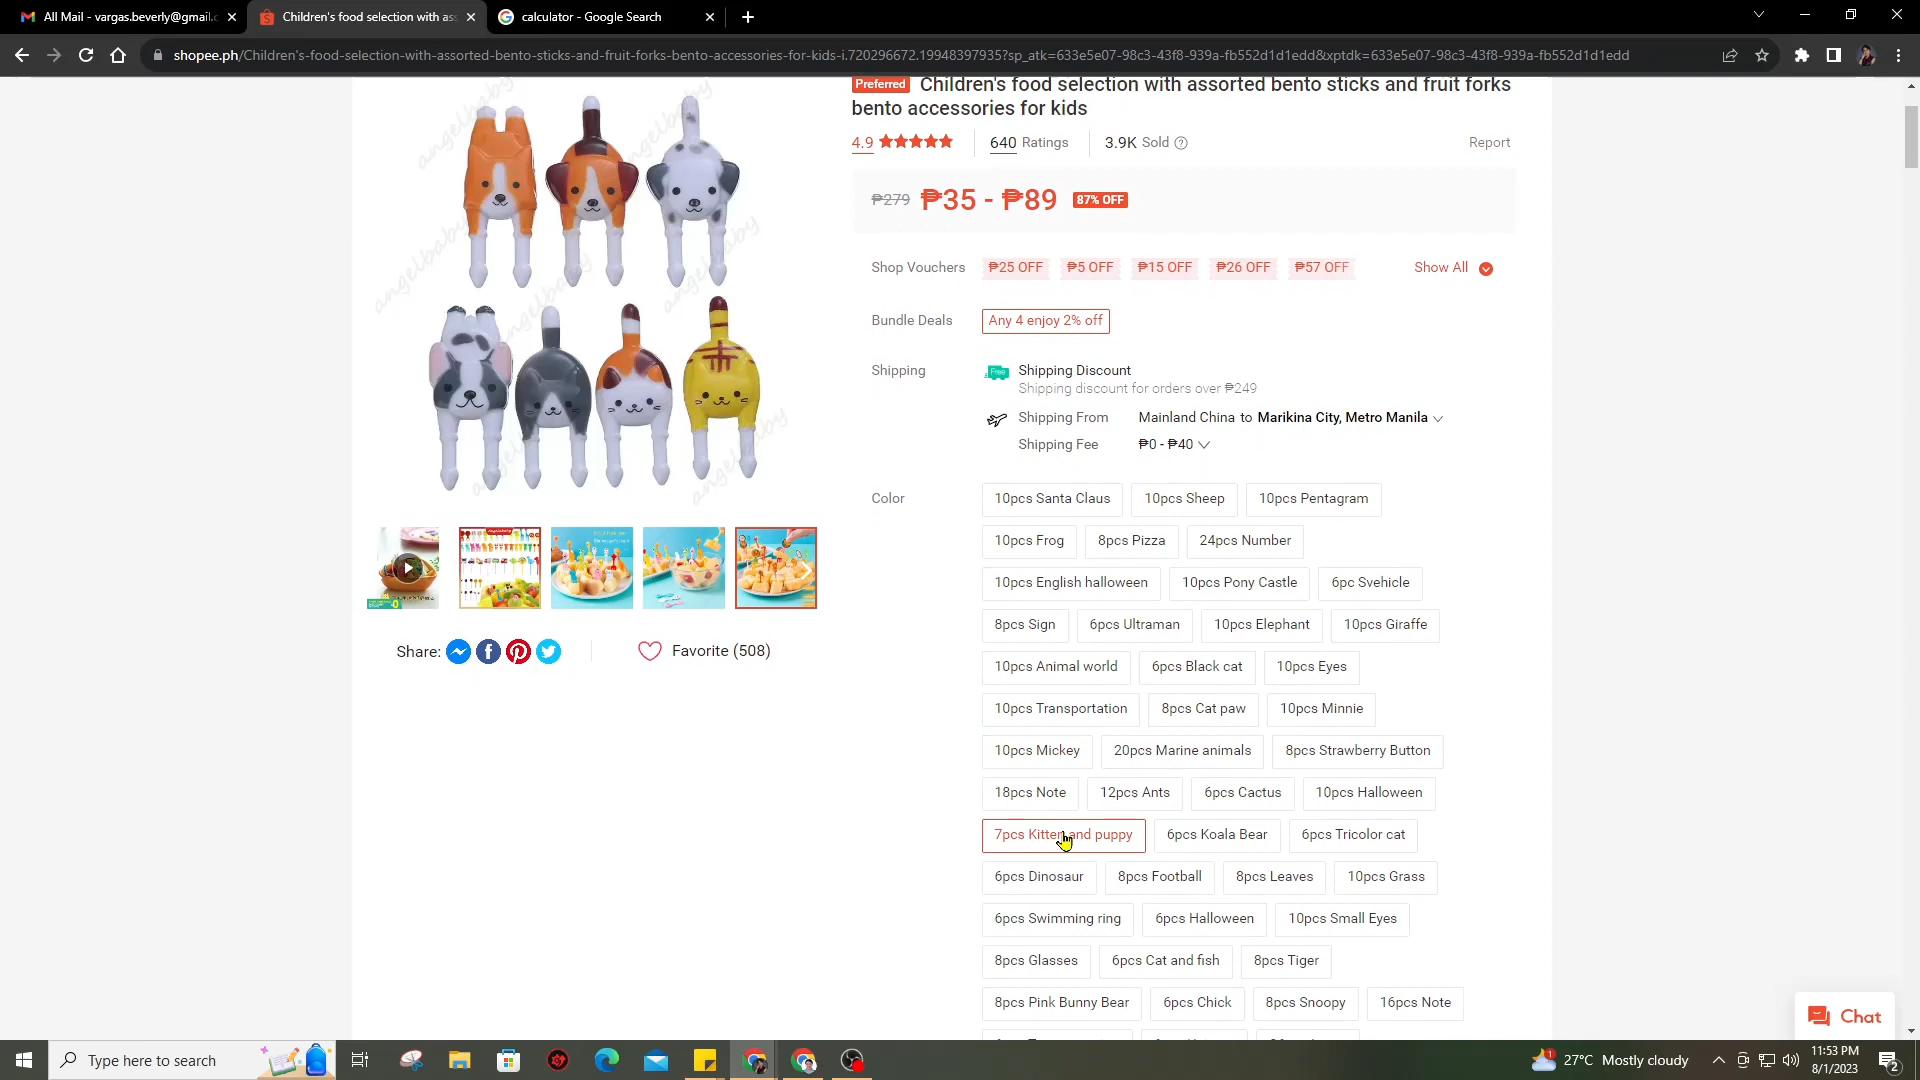 All Mail - vargas.beverly@gmail.c
Children's food selection with ass
calculator - Google Search
shopee.ph/Children's-food-selection-with-assorted-bento-sticks-and-fruit-forks-bento-accessories-for-kids-i.720296672.19948397935?sp_atk=633e5e07-98c3-43f8-939a-fb552d1d1edd&xptdk=633e5e07-98c3-43f8-939a-fb552d1d1edd
Preferred Children's food selection with assorted bento sticks and fruit forks
bento accessories for kids
4.9 640 Ratings 3.9K Sold ? Report
₱279 ₱35 - ₱89 87% OFF
Shop Vouchers ₱25 OFF ₱5 OFF ₱15 OFF ₱26 OFF ₱57 OFF Show All
Bundle Deals Any 4 enjoy 2% off
Shipping Free Shipping Discount
Shipping discount for orders over ₱249
Shipping From Mainland China to Marikina City, Metro Manila
Shipping Fee ₱0 - ₱40
Color 10pcs Santa Claus 10pcs Sheep 10pcs Pentagram
10pcs Frog 8pcs Pizza 24pcs Number
10pcs English halloween 10pcs Pony Castle 6pc Svehicle
8pcs Sign 6pcs Ultraman 10pcs Elephant 10pcs Giraffe
10pcs Animal world 6pcs Black cat 10pcs Eyes
10pcs Transportation 8pcs Cat paw 10pcs Minnie
10pcs Mickey 20pcs Marine animals 8pcs Strawberry Button
18pcs Note 12pcs Ants 6pcs Cactus 10pcs Halloween
7pcs Kitten and puppy 6pcs Koala Bear 6pcs Tricolor cat
6pcs Dinosaur 8pcs Football 8pcs Leaves 10pcs Grass
6pcs Swimming ring 6pcs Halloween 10pcs Small Eyes
8pcs Glasses 6pcs Cat and fish 8pcs Tiger
8pcs Pink Bunny Bear 6pcs Chick 8pcs Snoopy 16pcs Note
angelbaby
angelbaby
angelbaby
angelbaby
angelbaby
angelbaby
angelbaby
angelbaby
Share: Favorite (508)
Chat
Type here to search
1 27°C Mostly cloudy
11:53 PM
8/1/2023
2